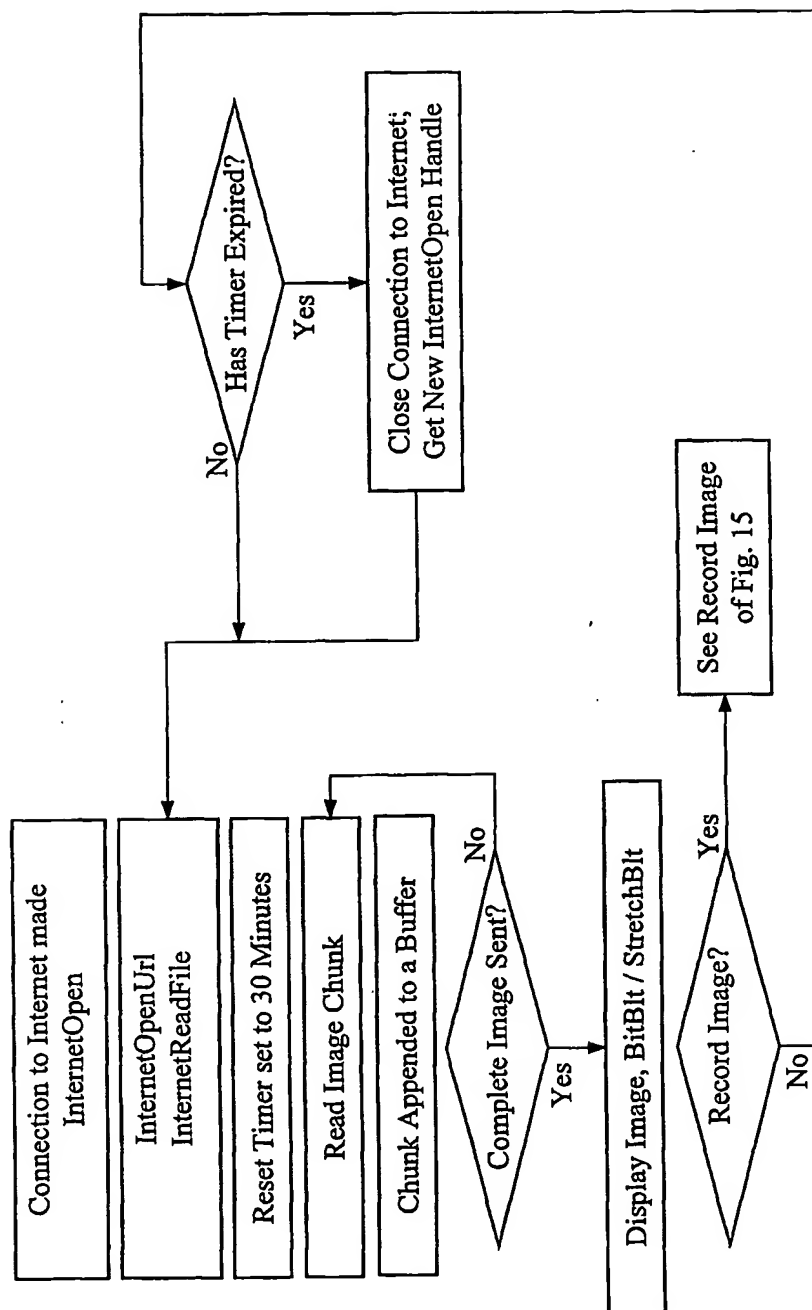 Connection to Internet made
InternetOpen
InternetOpenUrl
InternetReadFile
Reset Timer set to 30 Minutes
Read Image Chunk
Chunk Appended to a Buffer
Complete Image Sent?
No
Yes
Display Image, BitBlt / StretchBlt
Record Image?
Yes
No
See Record Image
of Fig. 15
Has Timer Expired?
No
Yes
Close Connection to Internet;
Get New InternetOpen Handle